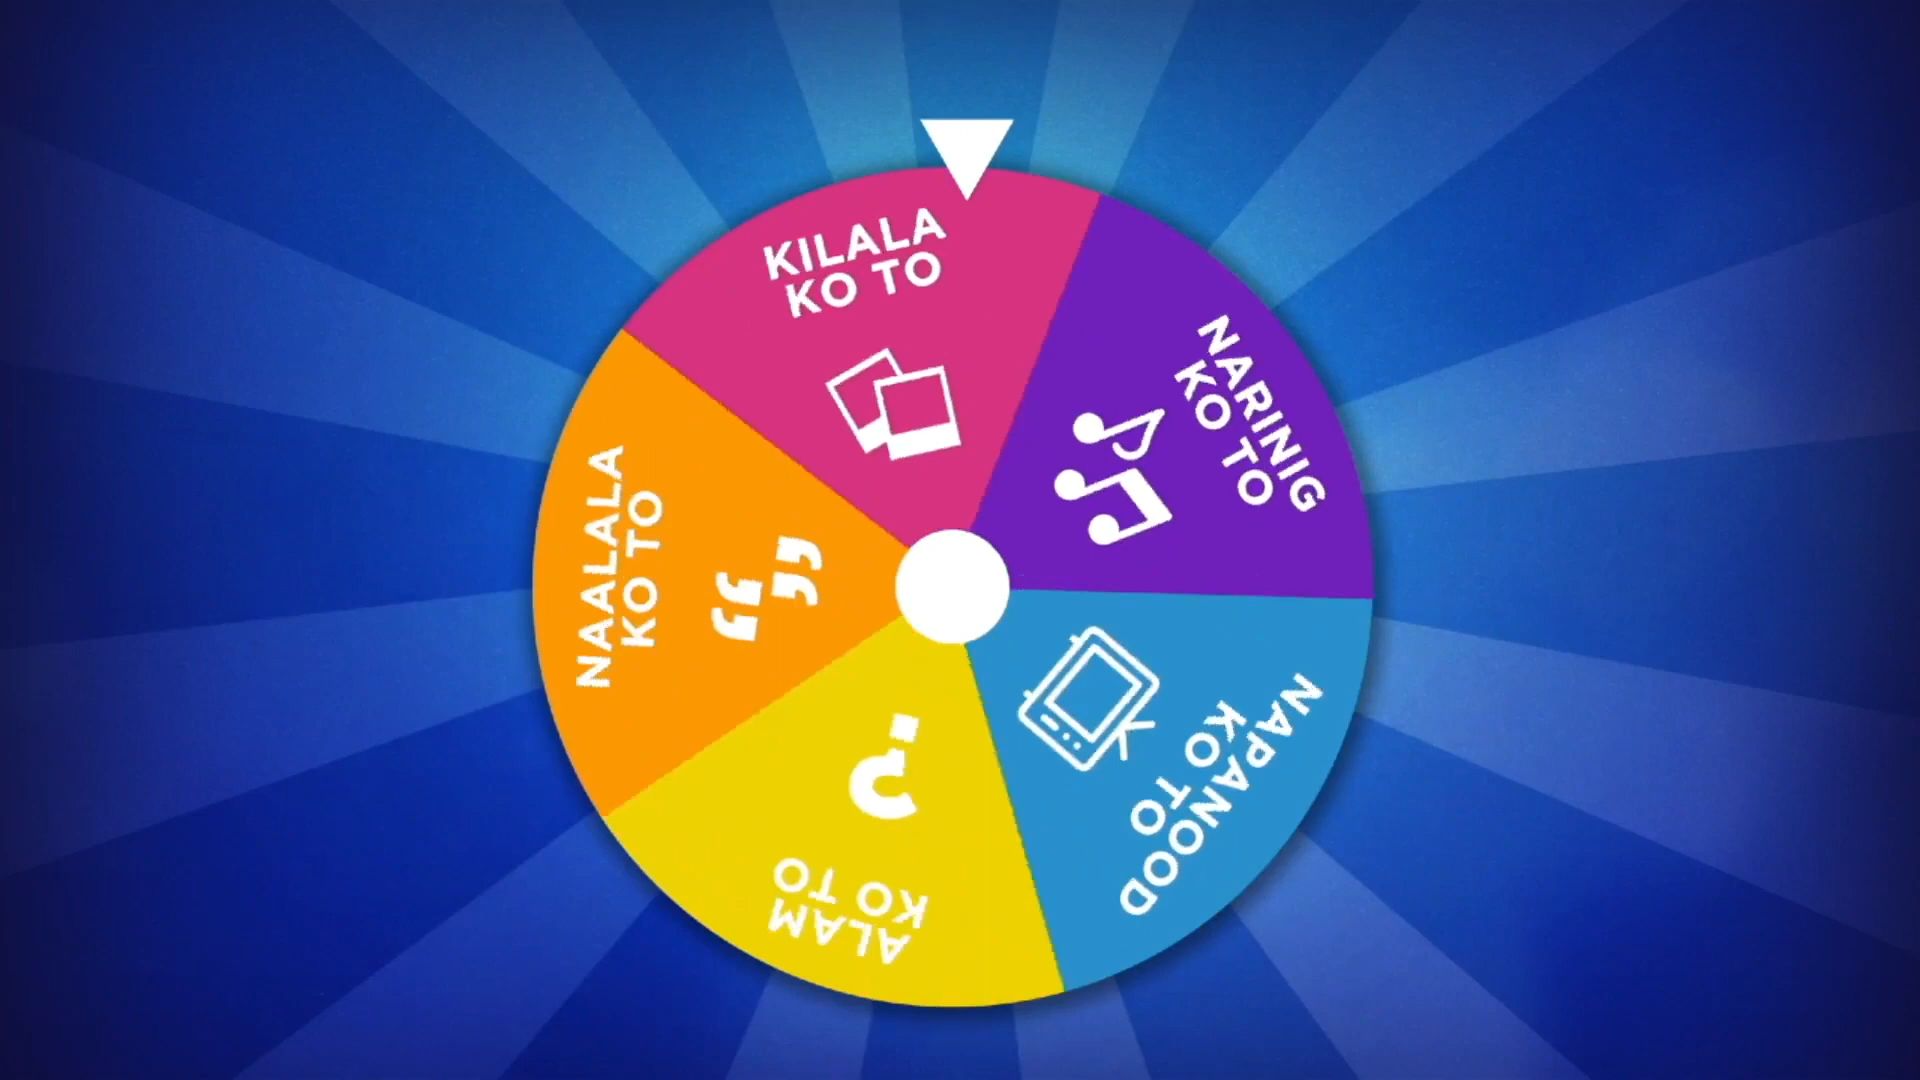 KILALA
KO TO
NARINIG
KO TO
NAPANOOD
KO TO
ALAM
KO TO
NAALALA
KO TO